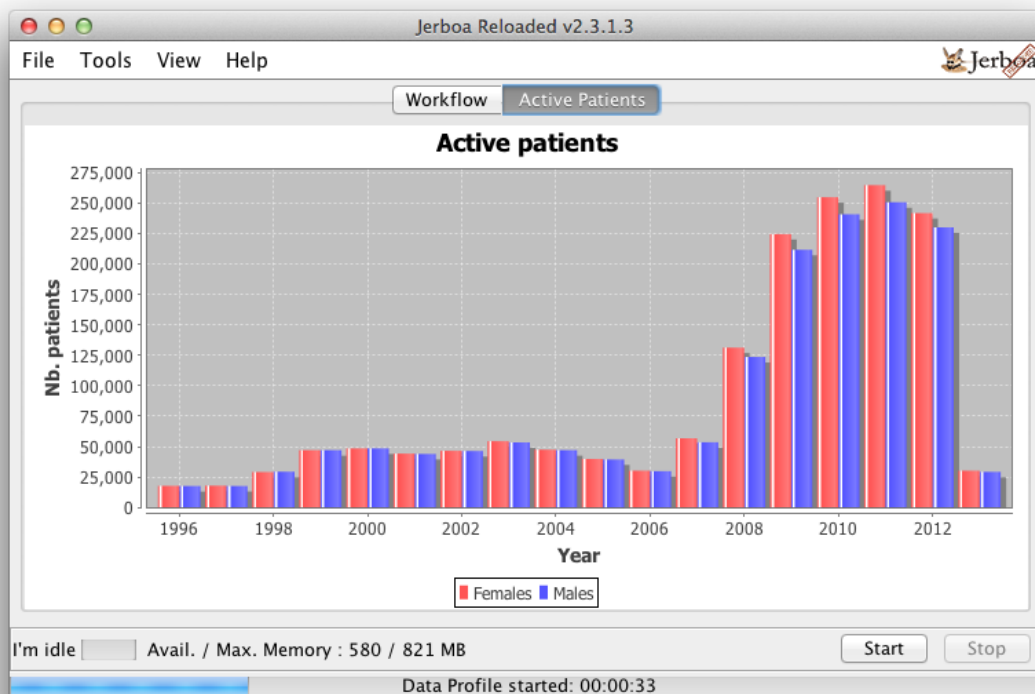 Jerboa Reloaded v2.3.1.3
File Tools View Help
Jerboa
Workflow Active Patients
Active patients
275,000
250,000
225,000
200,000
175,000
150,000
125,000
100,000
75,000
50,000
25,000
0
Nb. patients
1996 1998 2000 2002 2004 2006 2008 2010 2012
Year
Females Males
I'm idle Avail. / Max. Memory : 580 / 821 MB Start Stop
Data Profile started: 00:00:33